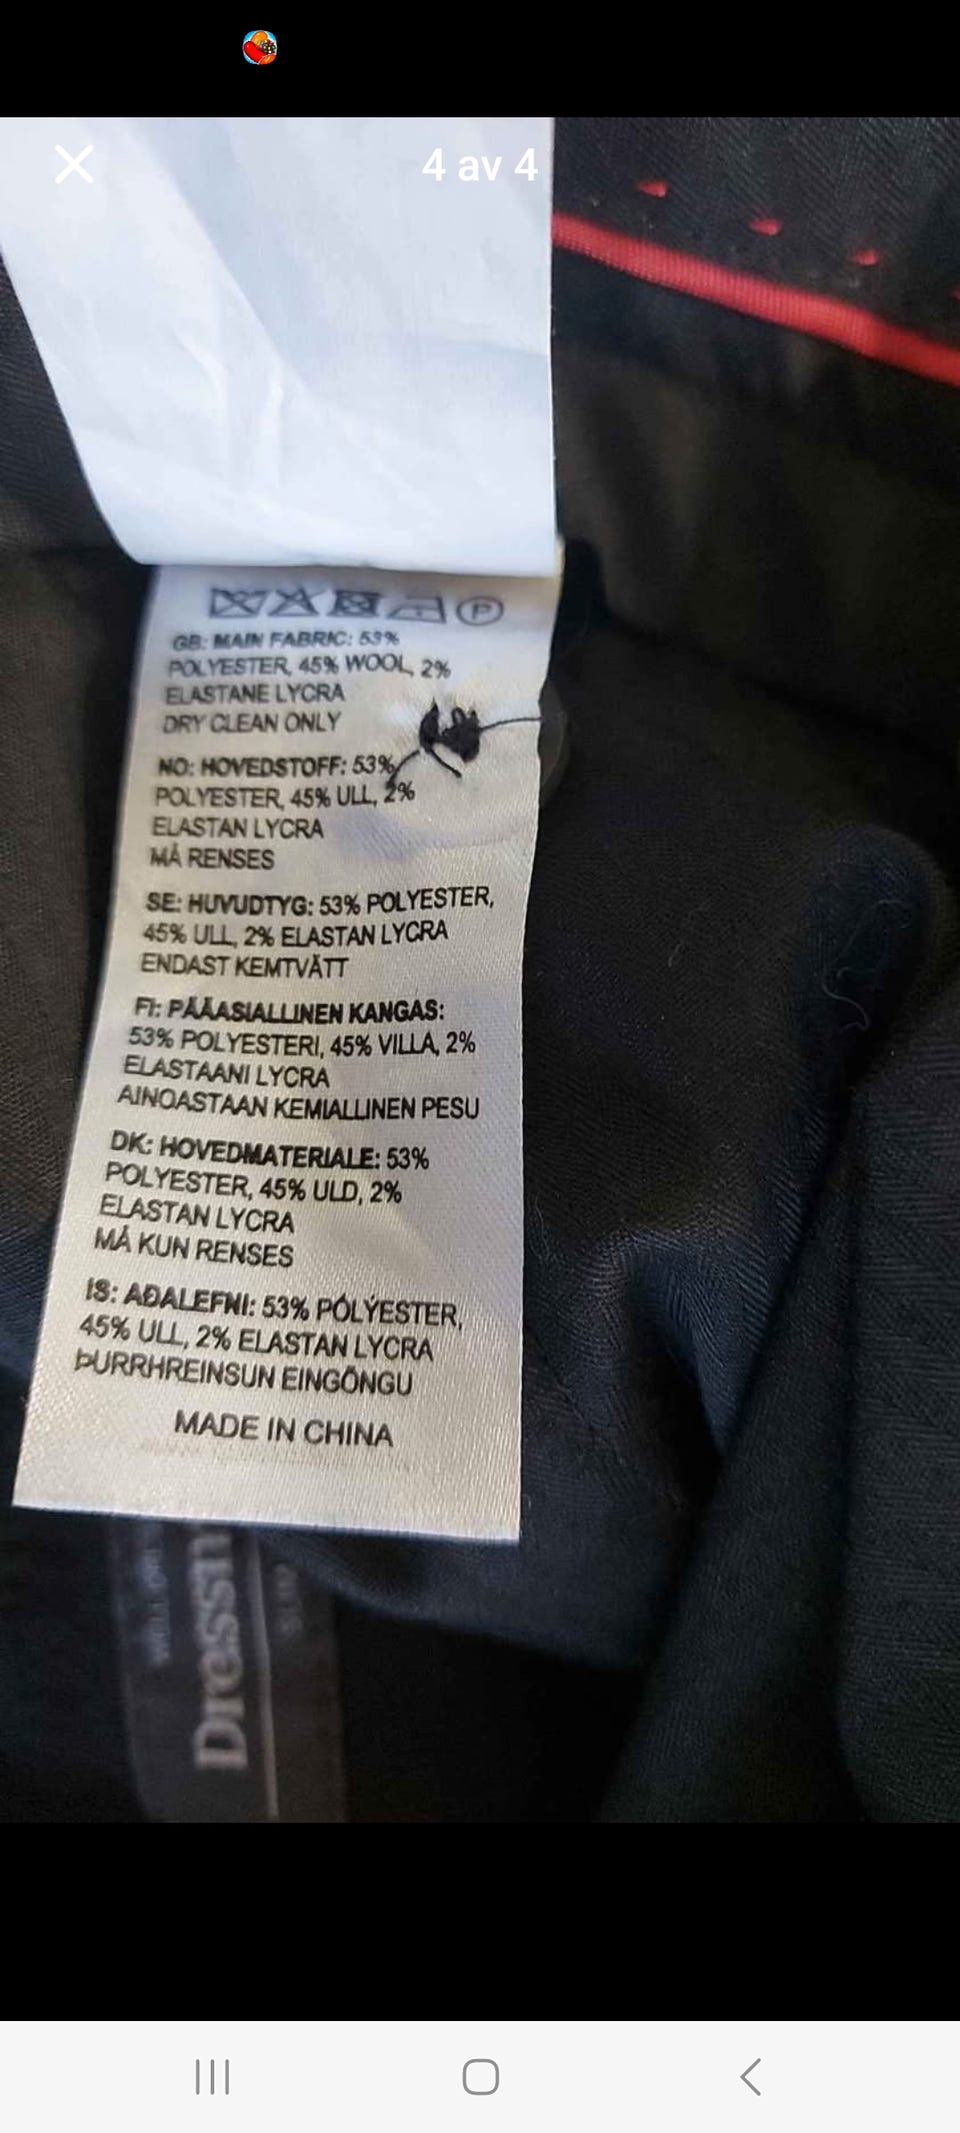 4 av 4
GB: MAIN FABRIC: 53%
POLYESTER, 45% WOOL, 2%
ELASTANE LYCRA
DRY CLEAN ONLY
NO: HOVEDSTOFF: 53%
POLYESTER, 45% ULL, 2%
ELASTAN LYCRA
MÅ RENSES
SE: HUVUDTYG: 53% POLYESTER,
45% ULL, 2% ELASTAN LYCRA
ENDAST KEMTVÄTT
FI: PÄÄASIALLINEN KANGAS:
53% POLYESTERI, 45% VILLA, 2%
ELASTAANI LYCRA
AINOASTAAN KEMIALLINEN PESU
DK: HOVEDMATERIALE: 53%
POLYESTER, 45% ULD, 2%
ELASTAN LYCRA
MÅ KUN RENSES
IS: AÐALEFNI: 53% PÓLÝESTER,
45% ULL, 2% ELASTAN LYCRA
ÞURRHREINSUN EINGÖNGU
MADE IN CHINA